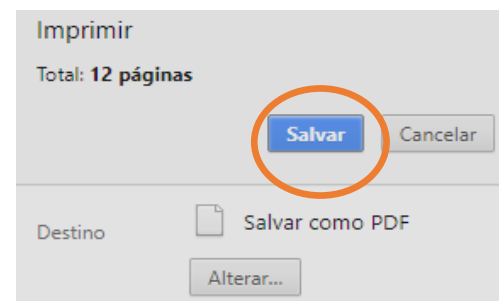 Imprimir
Total: 12 páginas
Salvar Cancelar
Destino Salvar como PDF
Alterar...